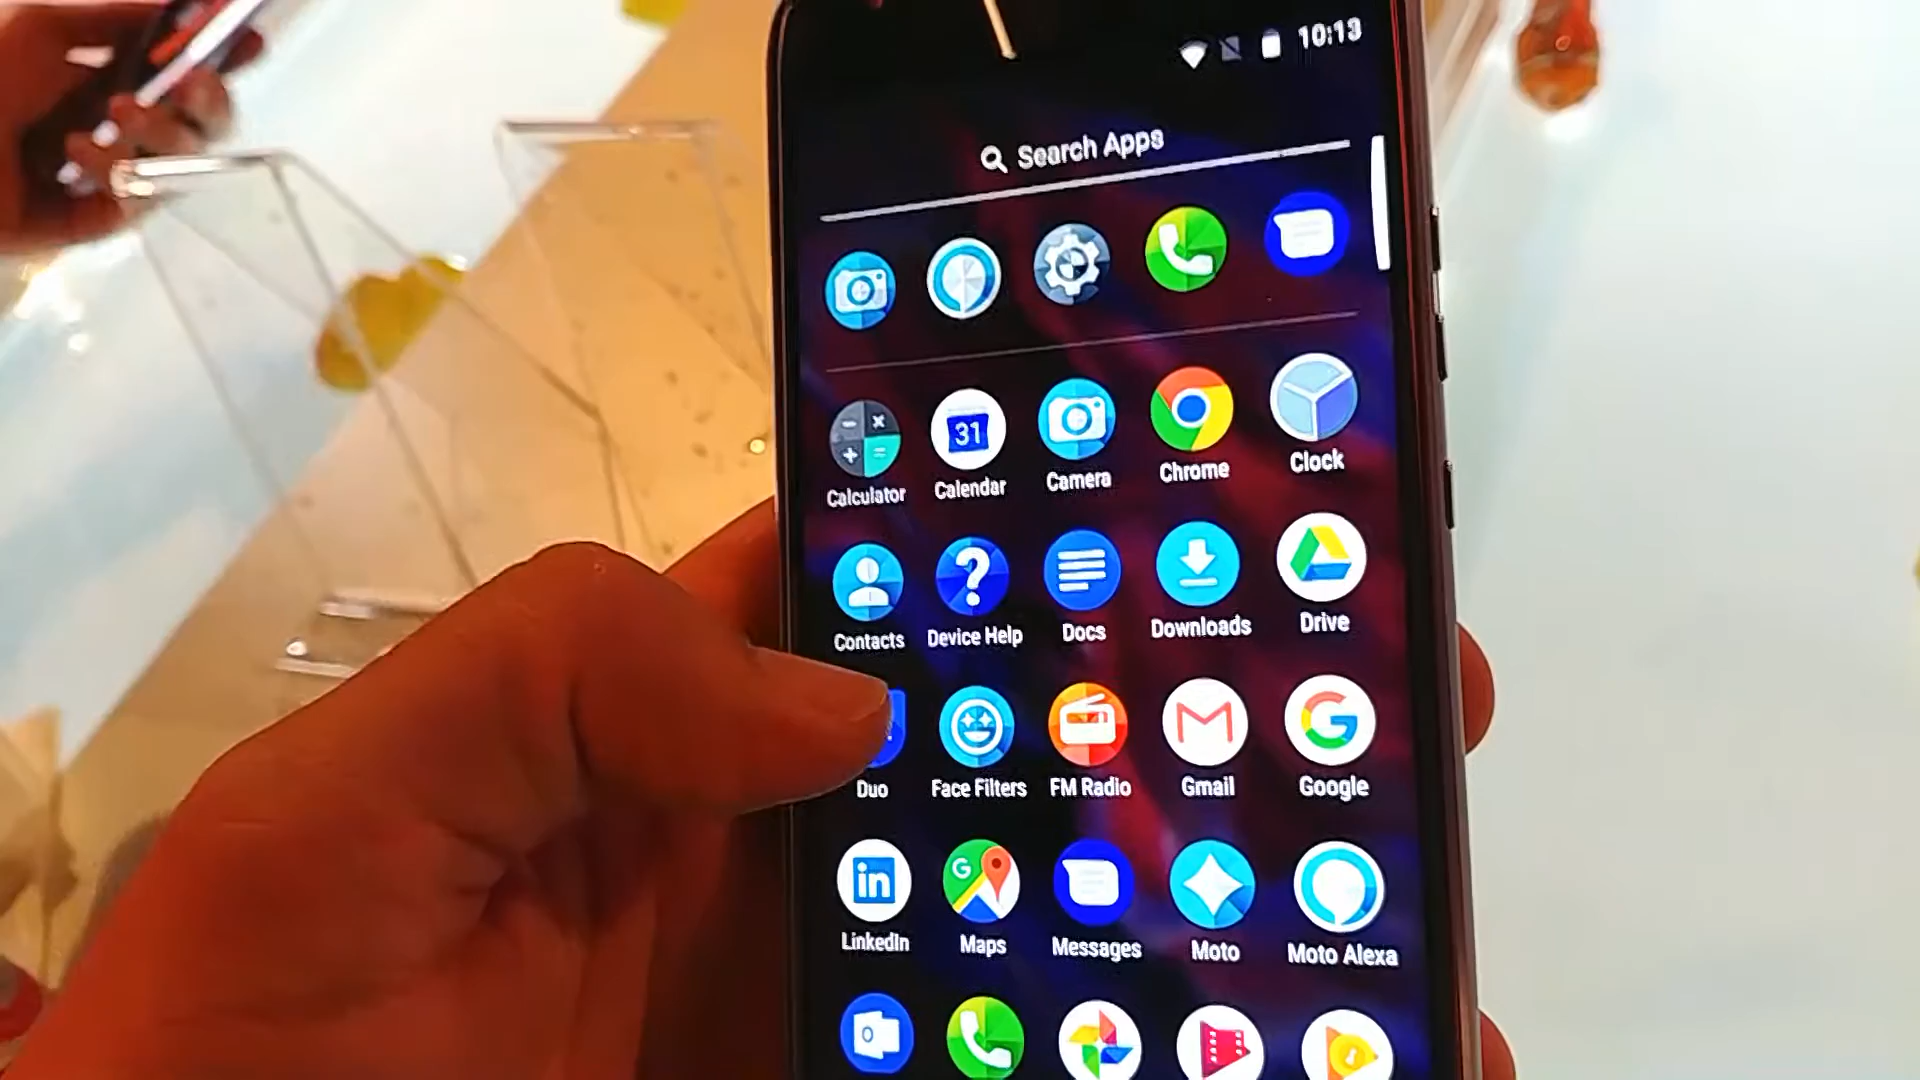 10:13
Search Apps
31
Calculator Calendar Camera Chrome Clock
Contacts Device Help Docs Downloads Drive
Duo Face Filters FM Radio Gmail Google
in G
LinkedIn Maps Messages Moto Moto Alexa